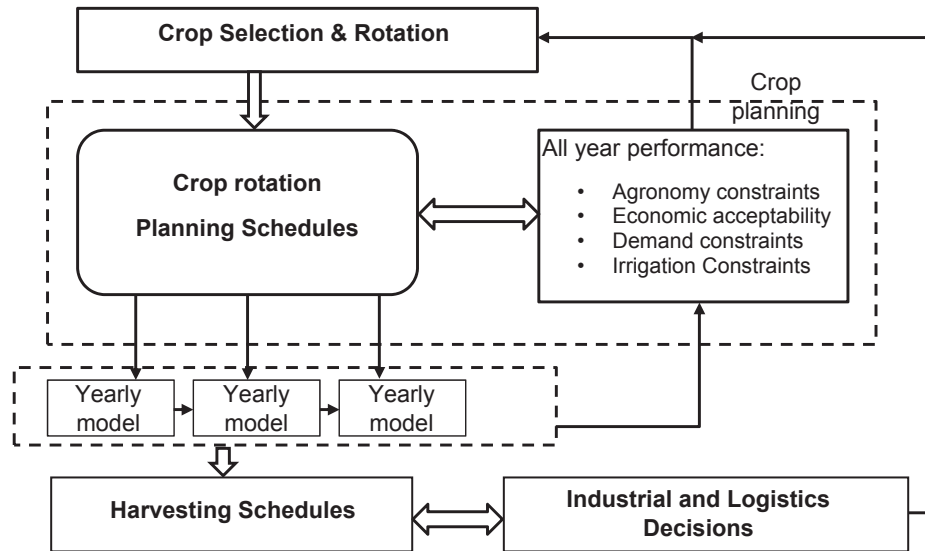 Crop Selection & Rotation
Crop
planning
Crop rotation
Planning Schedules
All year performance:
• Agronomy constraints
• Economic acceptability
• Demand constraints
• Irrigation Constraints
Yearly
model
Yearly
model
Yearly
model
Harvesting Schedules
Industrial and Logistics
Decisions